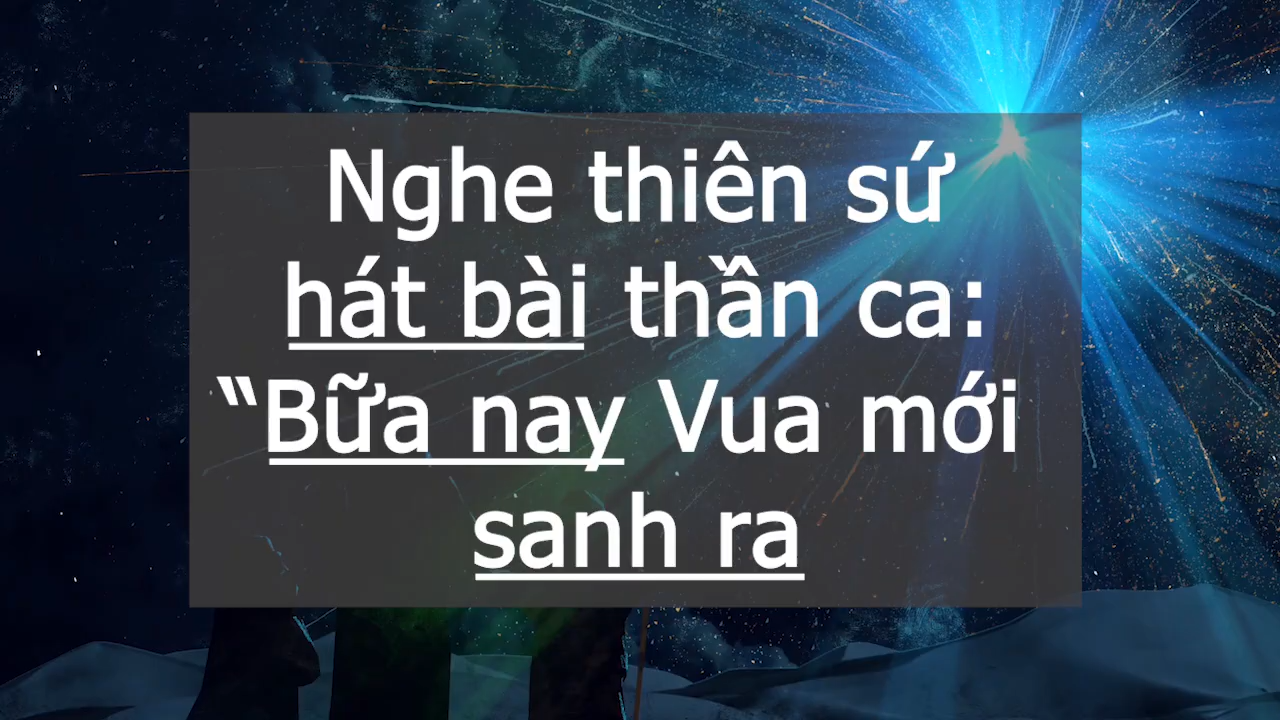 Nghe thiên sứ
hát bài thần ca:
“Bữa nay Vua mới
sanh ra